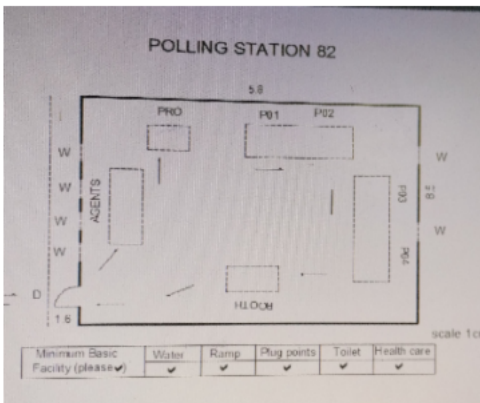 POLLING STATION 82
5.8
PRO P01 P02
W W
W
AGENTS
P03
5.8
W
W W
P04
D
BOOTH
1.6
scale 1c
Minimum Basic Facility (please✔) Water Ramp Plug points Toilet Health care
✔ ✔ ✔ ✔ ✔